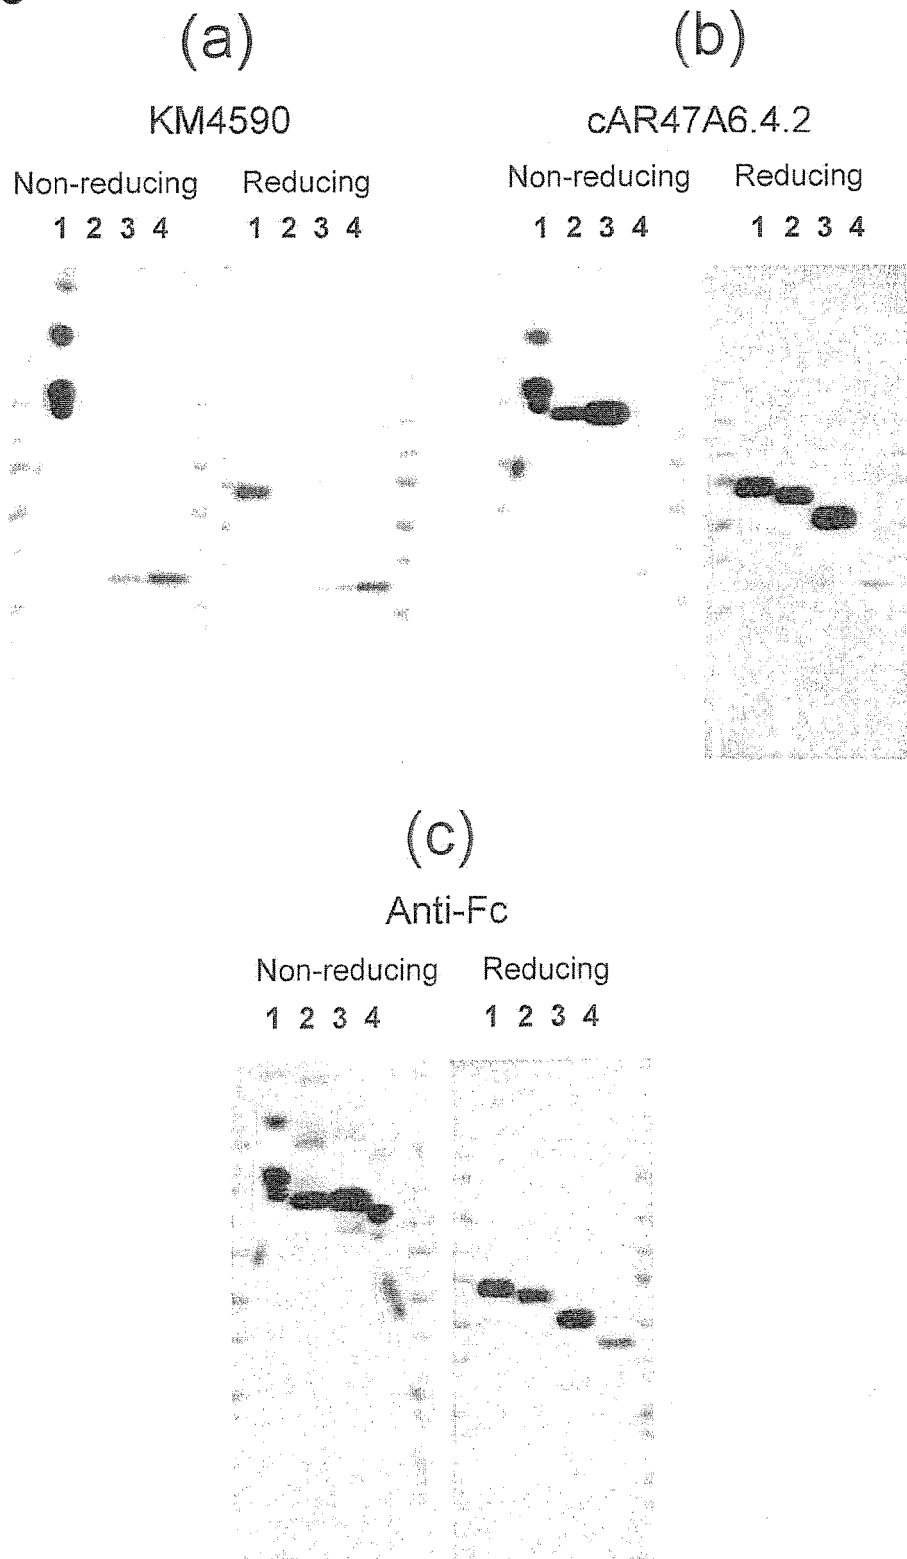 (a)
KM4590
Non-reducing Reducing
1 2 3 4 1 2 3 4
(b)
cAR47A6.4.2
Non-reducing Reducing
1 2 3 4 1 2 3 4
(c)
Anti-Fc
Non-reducing Reducing
1 2 3 4 1 2 3 4